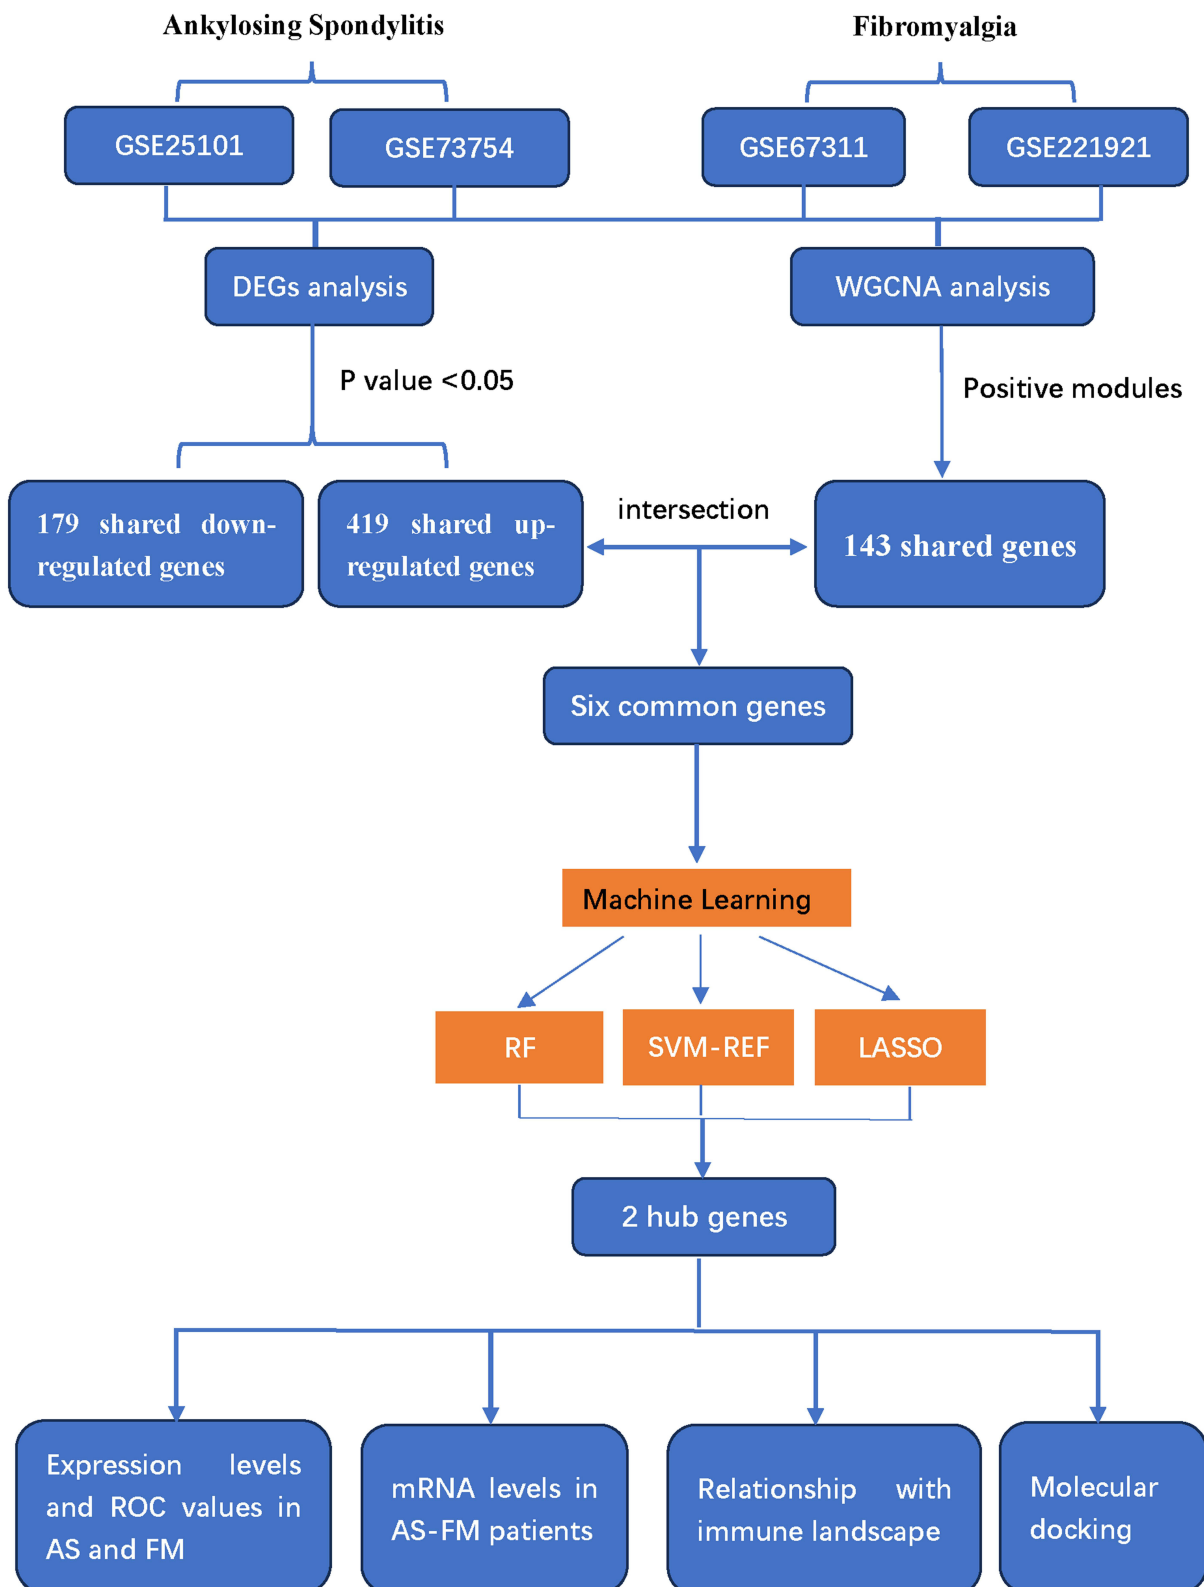 Ankylosing Spondylitis
Fibromyalgia
GSE25101
GSE73754
GSE67311
GSE221921
DEGs analysis
WGCNA analysis
P value <0.05
Positive modules
179 shared down-
regulated genes
419 shared up-
regulated genes
intersection
143 shared genes
Six common genes
Machine Learning
RF
SVM-REF
LASSO
2 hub genes
Expression levels
and ROC values in
AS and FM
mRNA levels in
AS-FM patients
Relationship with
immune landscape
Molecular
docking